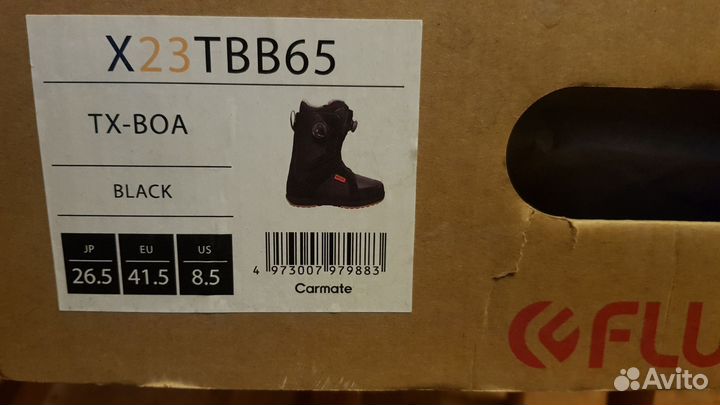 X23TBB65
TX-BOA
BLACK
JP EU US
26.5 41.5 8.5
4 973007 979883
Carmate
FLU
Avito